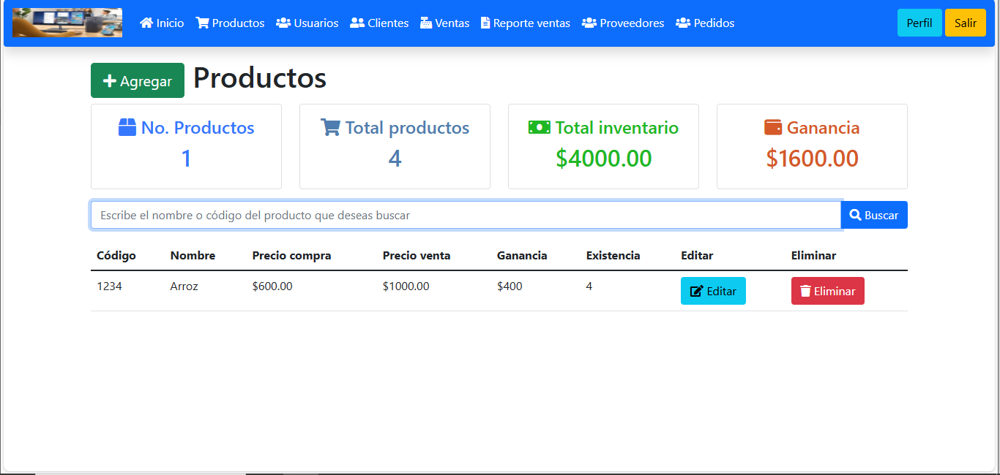 Inicio Productos Usuarios Clientes Ventas Reporte ventas Proveedores Pedidos Perfil Salir
Agregar Productos
No. Productos Total productos Total inventario Ganancia
1 4 $4000.00 $1600.00
Escribe el nombre o código del producto que deseas buscar Buscar
Código Nombre Precio compra Precio venta Ganancia Existencia Editar Eliminar
1234 Arroz $600.00 $1000.00 $400 4 Editar Eliminar